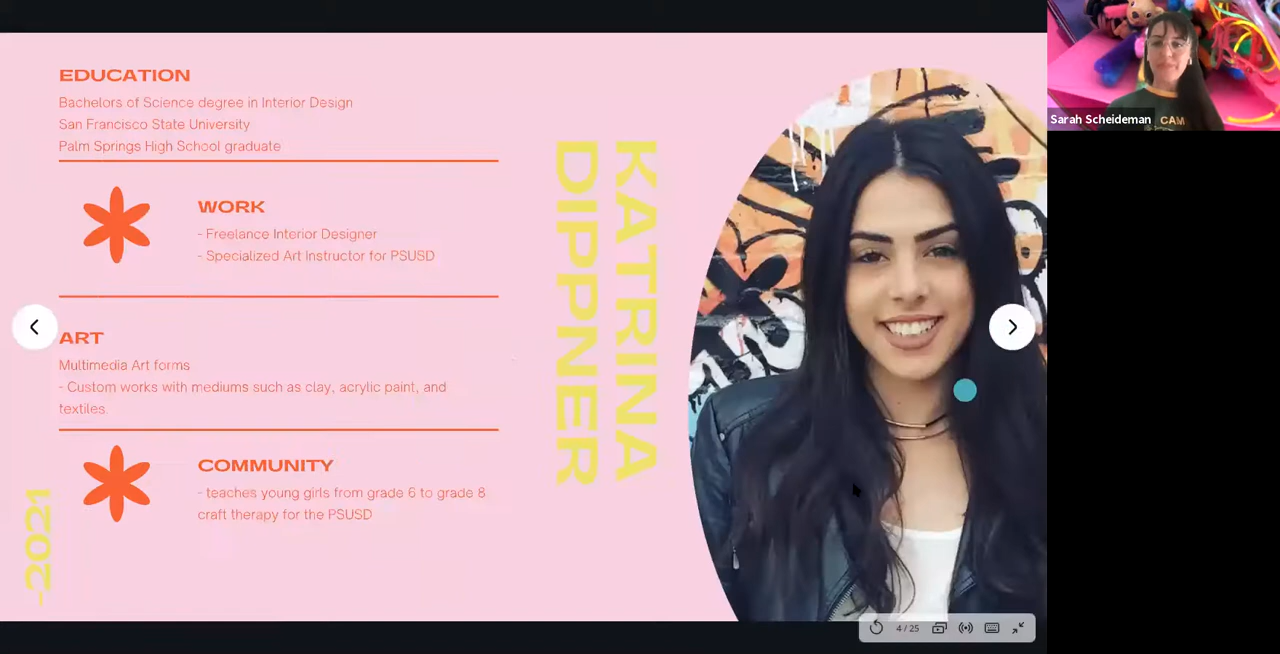 EDUCATION
Bachelors of Science degree in Interior Design
San Francisco State University
Palm Springs High School graduate
WORK
- Freelance Interior Designer
- Specialized Art Instructor for PSUSD
ART
Multimedia Art forms
- Custom works with mediums such as clay, acrylic paint, and
textiles.
COMMUNITY
- teaches young girls from grade 6 to grade 8
craft therapy for the PSUSD
-2021
KATRINA
DIPPNER
4 / 25
Sarah Scheideman
CAM